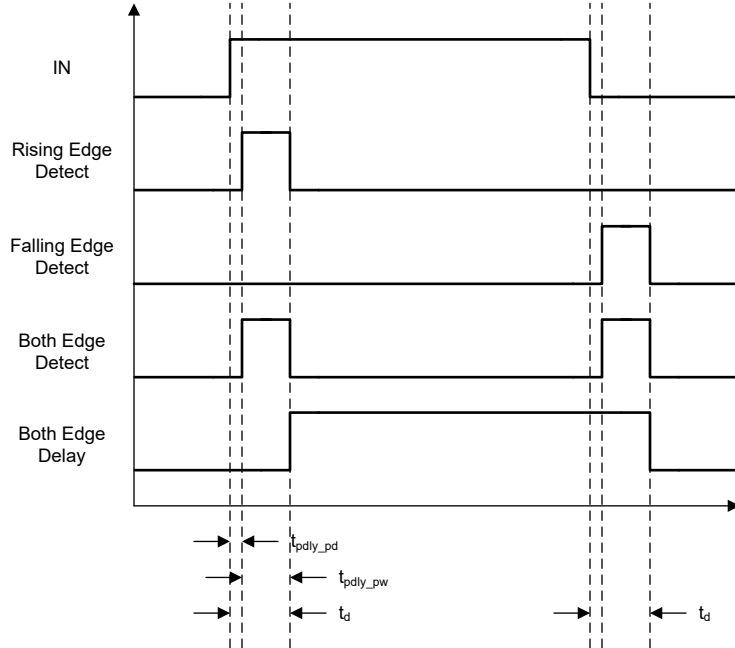 IN
Rising Edge
Detect
Falling Edge
Detect
Both Edge
Detect
Both Edge
Delay
tpdly_pd
tpdly_pw
td
td